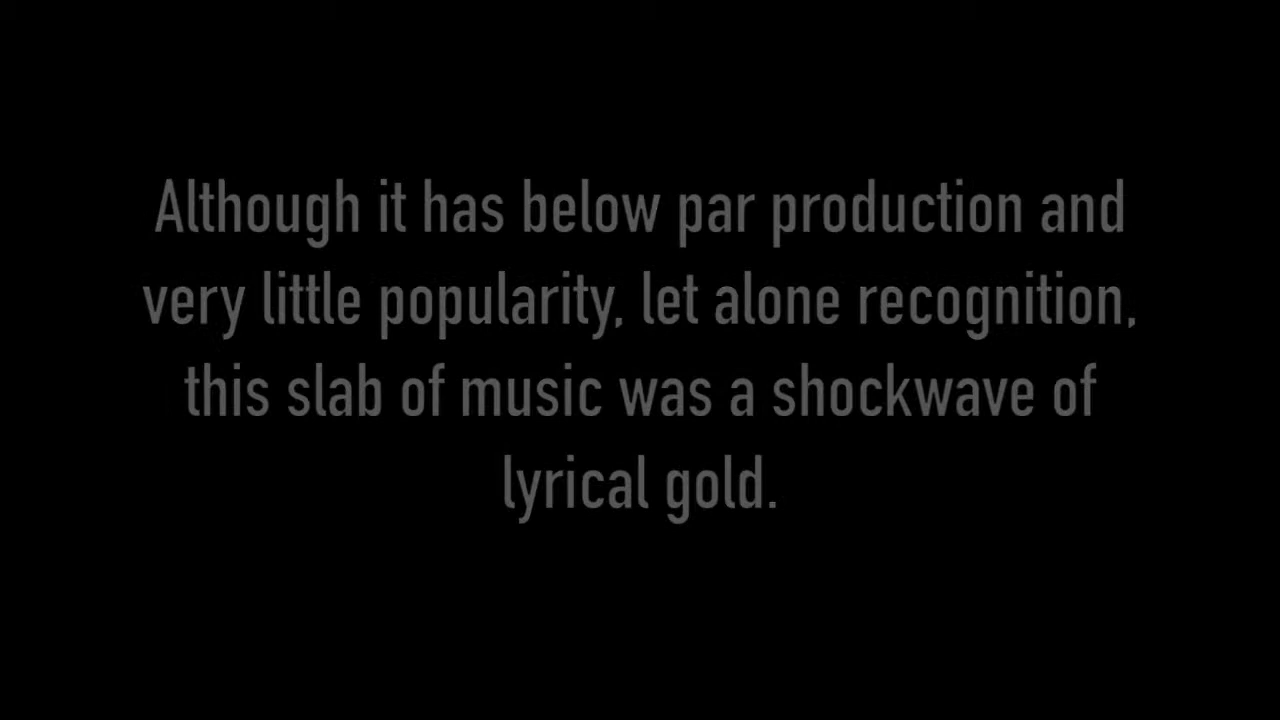 Although it has below par production and
very little popularity, let alone recognition,
this slab of music was a shockwave of
lyrical gold.